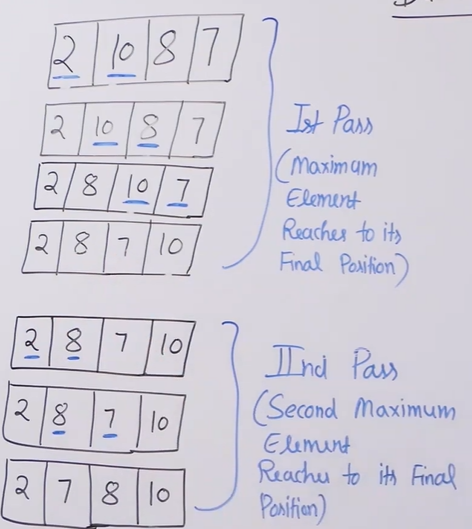 2 10 8 7
2 10 8 7
2 8 10 7
2 8 7 10
Ist Pass
(Maximum
Element
Reaches to its
Final Position)
2 8 7 10
2 8 7 10
2 7 8 10
IInd Pass
(Second Maximum
Element
Reaches to its Final
Position)